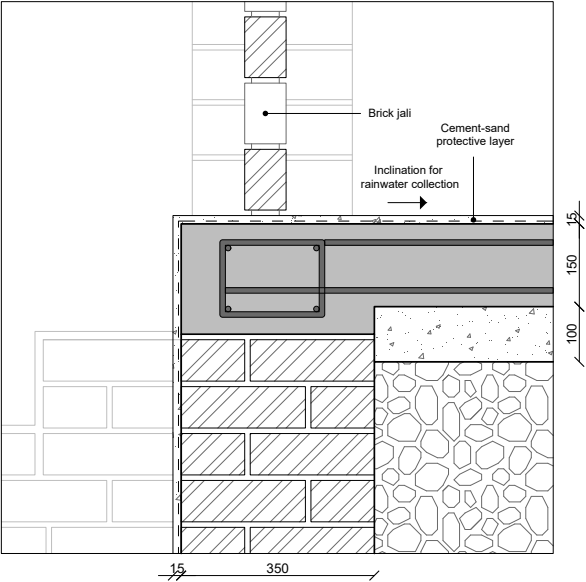 Brick jali
Cement-sand
protective layer
Inclination for
rainwater collection
15
150
100
15
350